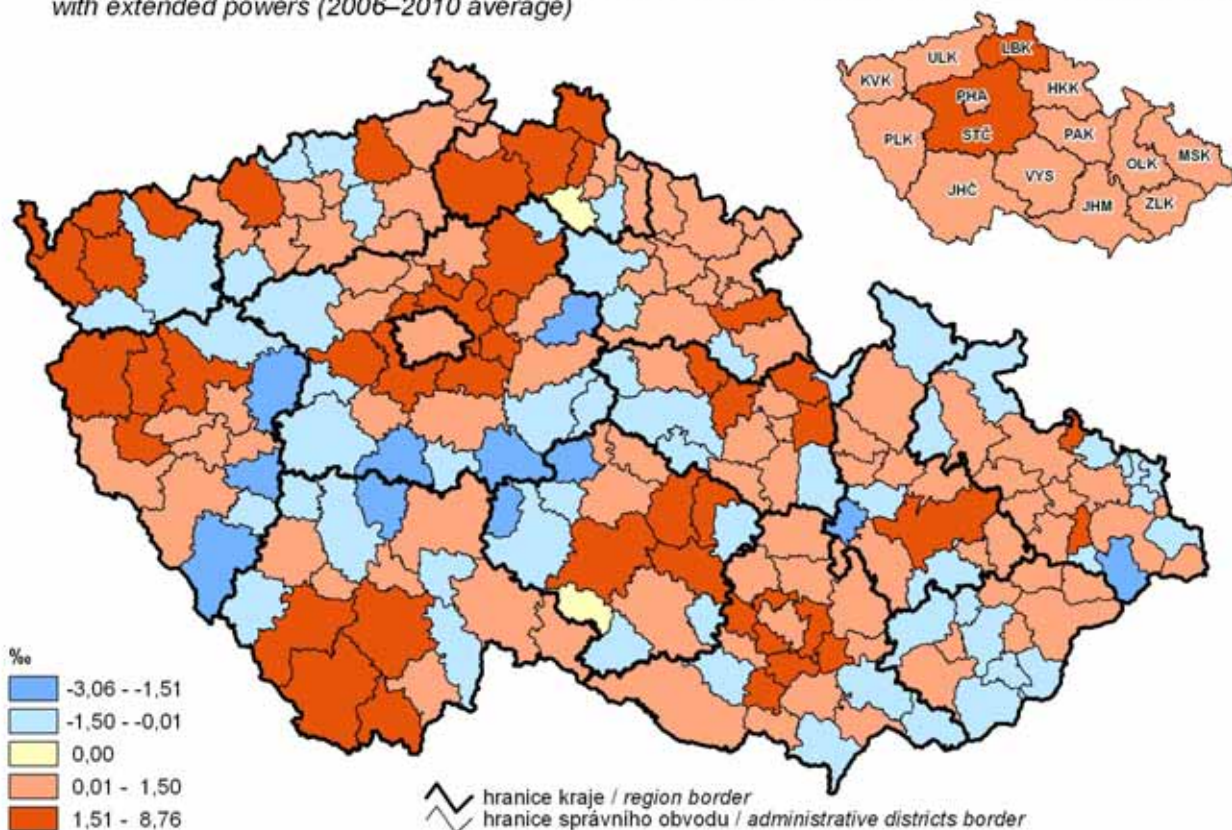 with extended powers (2006–2010 average)
KVK
ULK
LBK
HKK
PHA
STČ
PLK
PAK
OLK
MSK
JHČ
VYS
JHM
ZLK
‰
-3,06 - -1,51
-1,50 - -0,01
0,00
0,01 - 1,50
1,51 - 8,76
hranice kraje / region border
hranice správního obvodu / administrative districts border